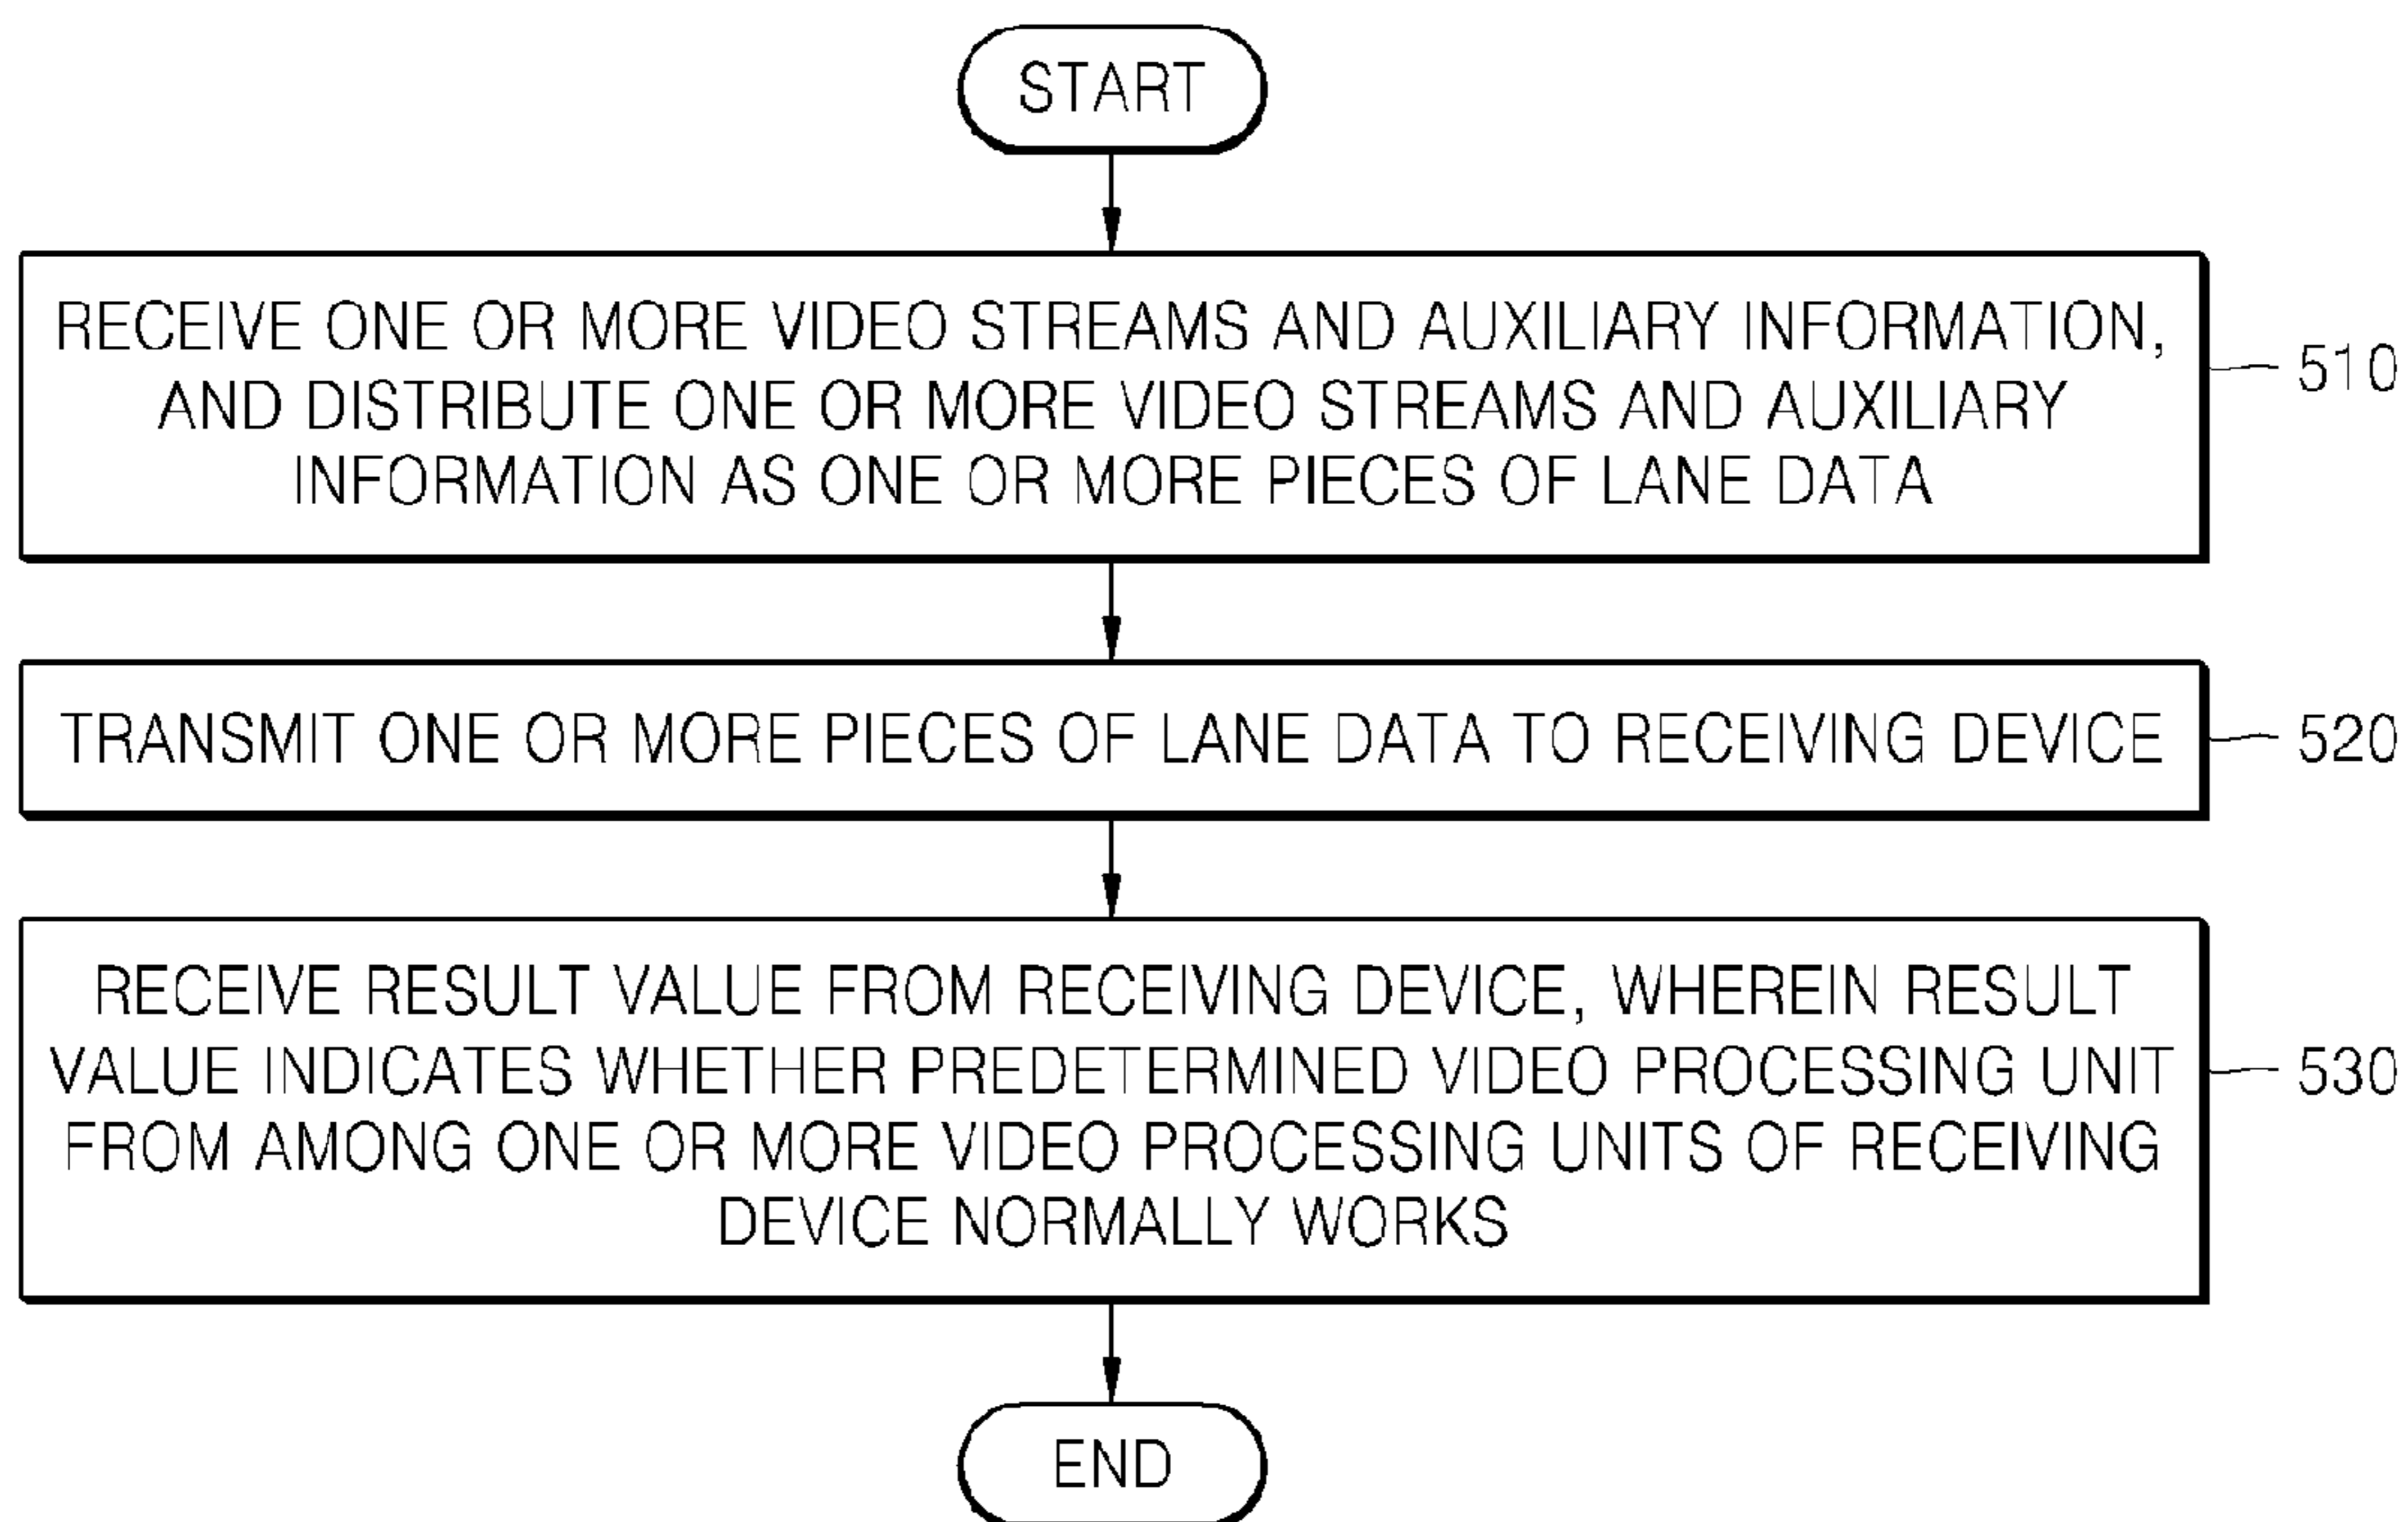 START
RECEIVE ONE OR MORE VIDEO STREAMS AND AUXILIARY INFORMATION,
AND DISTRIBUTE ONE OR MORE VIDEO STREAMS AND AUXILIARY
INFORMATION AS ONE OR MORE PIECES OF LANE DATA
510
TRANSMIT ONE OR MORE PIECES OF LANE DATA TO RECEIVING DEVICE
520
RECEIVE RESULT VALUE FROM RECEIVING DEVICE, WHEREIN RESULT
VALUE INDICATES WHETHER PREDETERMINED VIDEO PROCESSING UNIT
FROM AMONG ONE OR MORE VIDEO PROCESSING UNITS OF RECEIVING
DEVICE NORMALLY WORKS
530
END